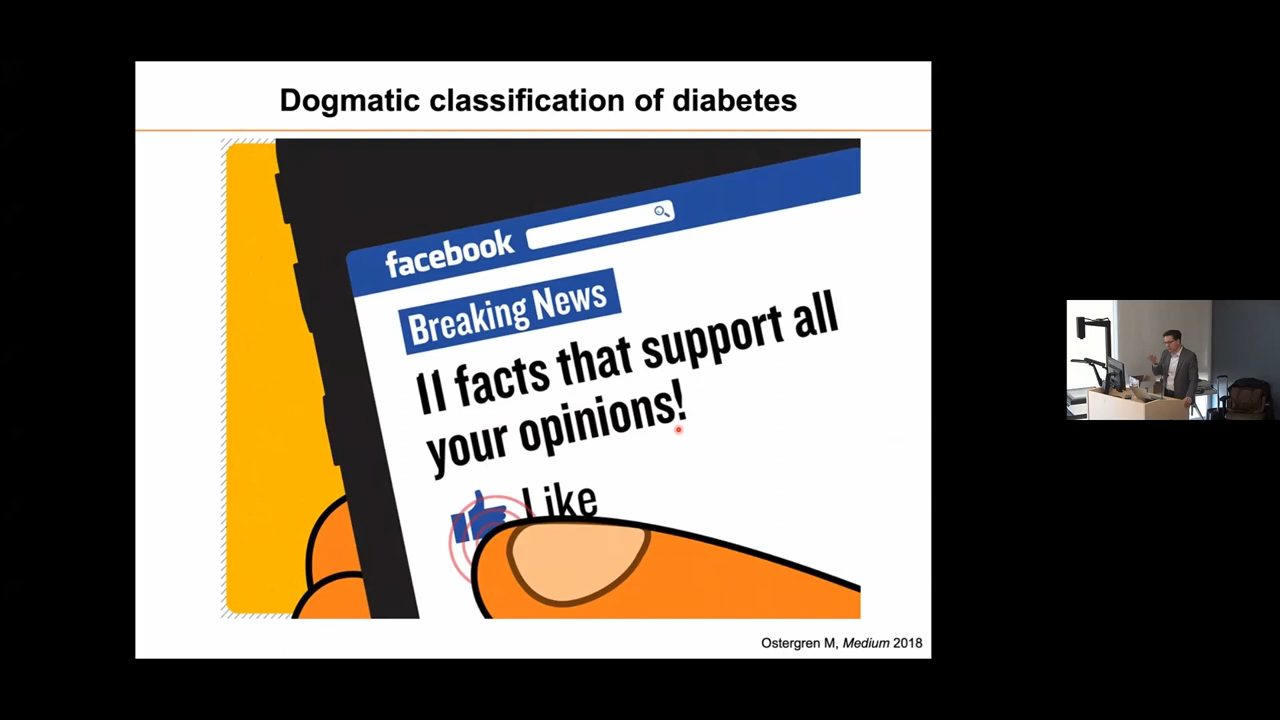 Dogmatic classification of diabetes
facebook
Breaking News
11 facts that support all
your opinions!
Like
Ostergren M, Medium 2018